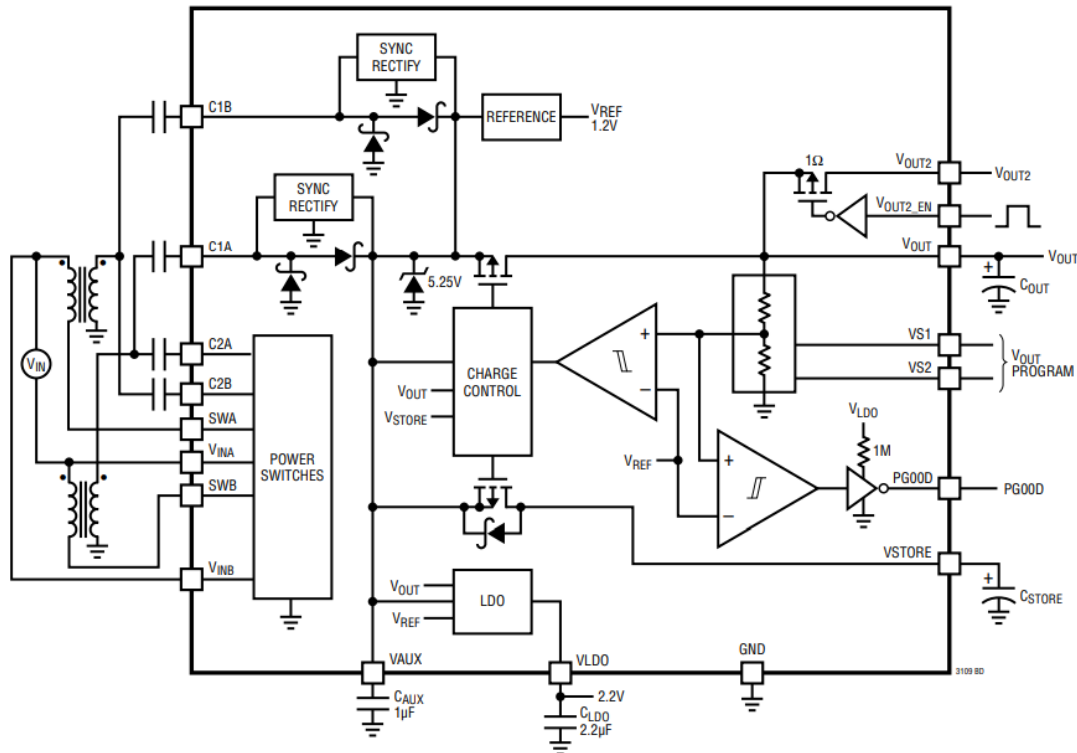 SYNC
RECTIFY
C1B
REFERENCE
VREF
1.2V
1Ω
VOUT2
VOUT2
SYNC
RECTIFY
VOUT2_EN
C1A
VOUT
VOUT
5.25V
+
COUT
C2A
VIN
C2B
CHARGE
CONTROL
+
−
VS1
VS2
VOUT
PROGRAM
VOUT
VSTORE
SWA
VINA
POWER
SWITCHES
SWB
VREF
+
−
VLDO
1M
PG00D
PG00D
VSTORE
+
CSTORE
VINB
VOUT
VREF
LDO
VAUX
VLDO
GND
3109 BD
CAUX
1µF
2.2V
CLDO
2.2µF